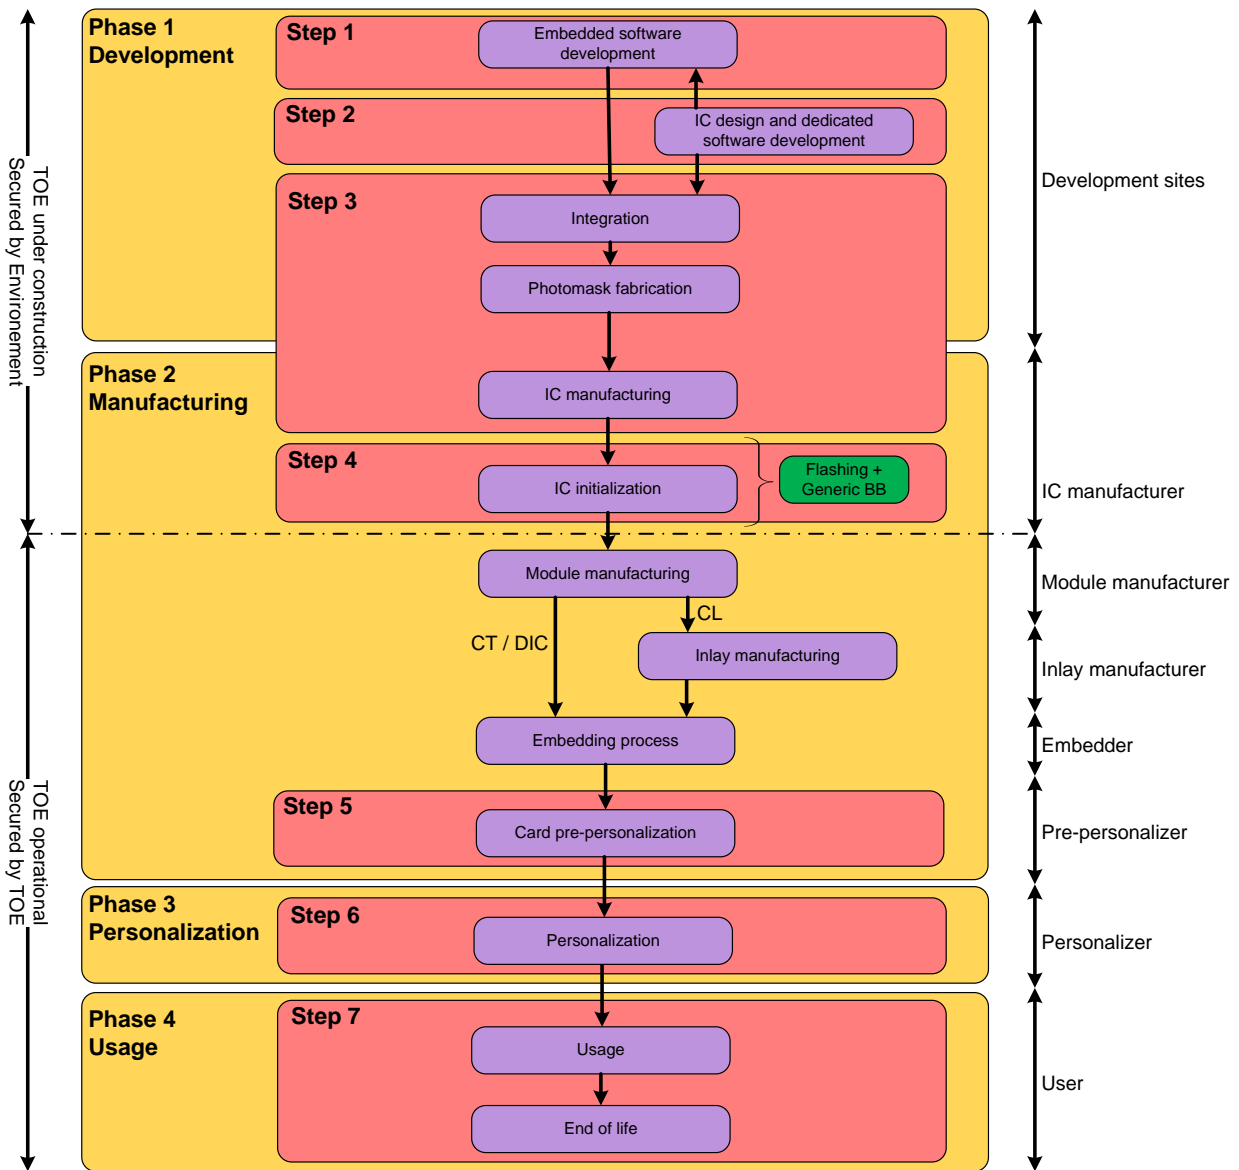 Phase 1
Development
Step 1
Embedded software
development
Step 2
IC design and dedicated
software development
Step 3
Integration
Photomask fabrication
Development sites
TOE under construction
Secured by Environement
Phase 2
Manufacturing
IC manufacturing
Step 4
IC initialization
Flashing +
Generic BB
IC manufacturer
Module manufacturing
Module manufacturer
CL
CT / DIC
Inlay manufacturing
Inlay manufacturer
Embedding process
Embedder
Step 5
Card pre-personalization
Pre-personalizer
TOE operational
Secured by TOE
Phase 3
Personalization
Step 6
Personalization
Personalizer
Phase 4
Usage
Step 7
Usage
End of life
User